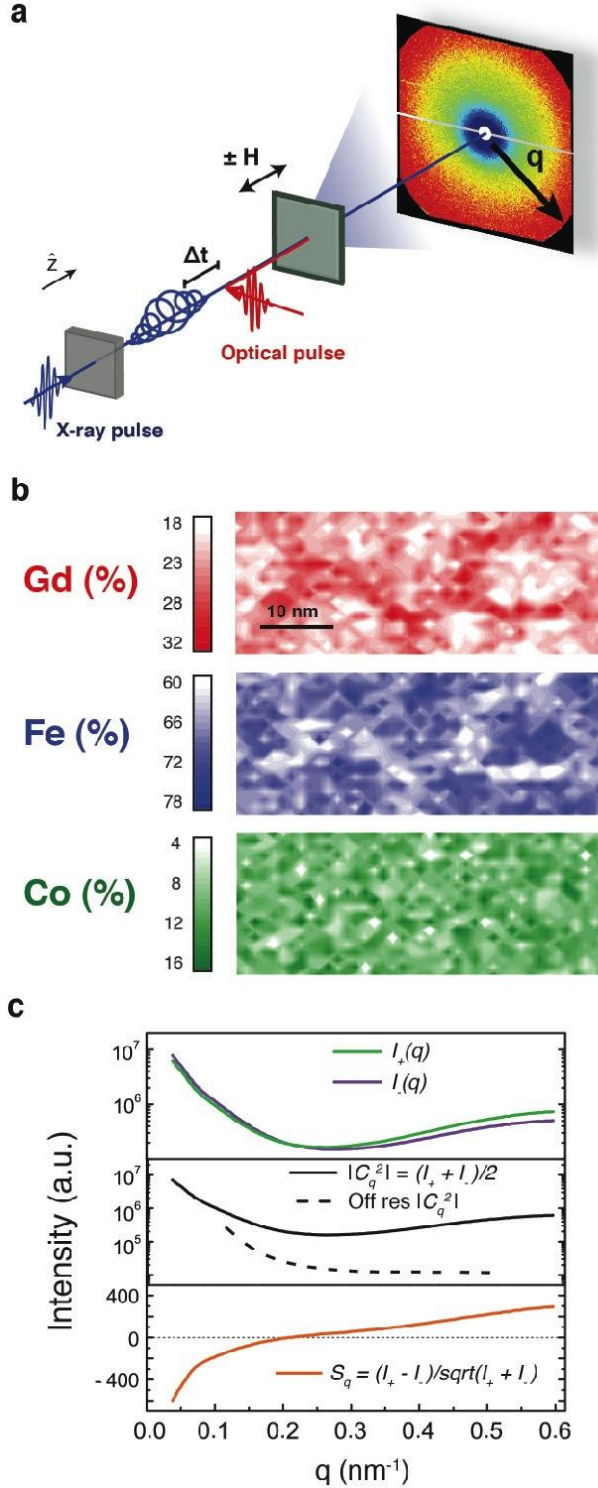 a
± H
q
Δt
ẑ
Optical pulse
X-ray pulse
b
Gd (%)
18
23
28
32
10 nm
Fe (%)
60
66
72
78
Co (%)
4
8
12
16
c
Intensity (a.u.)
10⁷
10⁶
I₊(q)
I₋(q)
10⁷
10⁶
10⁵
|C_q²| = (I₊ + I₋)/2
Off res |C_q²|
400
0
- 400
S_q = (I₊ - I₋)/sqrt(I₊ + I₋)
0.0 0.1 0.2 0.3 0.4 0.5 0.6
q (nm⁻¹)